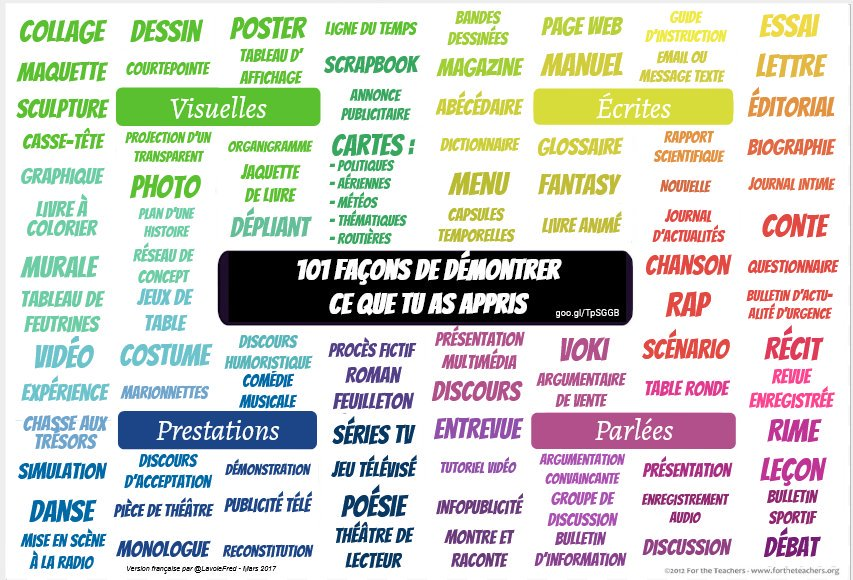 COLLAGE
DESSIN
POSTER
LIGNE DU TEMPS
BANDES
DESSINÉES
PAGE WEB
GUIDE
D'INSTRUCTION
ESSAI
MAQUETTE
COURTEPOINTE
TABLEAU D'
AFFICHAGE
SCRAPBOOK
MAGAZINE
MANUEL
EMAIL OU
MESSAGE TEXTE
LETTRE
SCULPTURE
Visuelles
ANNONCE
PUBLICITAIRE
ABÉCÉDAIRE
Écrites
ÉDITORIAL
CASSE-TÊTE
PROJECTION D'UN
TRANSPARENT
ORGANIGRAMME
CARTES :
- POLITIQUES
- AÉRIENNES
- MÉTÉOS
- THÉMATIQUES
- ROUTIÈRES
DICTIONNAIRE
GLOSSAIRE
RAPPORT
SCIENTIFIQUE
BIOGRAPHIE
GRAPHIQUE
PHOTO
JAQUETTE
DE LIVRE
MENU
FANTASY
NOUVELLE
JOURNAL INTIME
LIVRE À
COLORIER
PLAN D'UNE
HISTOIRE
DÉPLIANT
CAPSULES
TEMPORELLES
LIVRE ANIMÉ
JOURNAL
D'ACTUALITÉS
CONTE
MURALE
RÉSEAU DE
CONCEPT
101 FAÇONS DE DÉMONTRER
CE QUE TU AS APPRIS
goo.gl/TpSGGB
CHANSON
QUESTIONNAIRE
TABLEAU DE
FEUTRINES
JEUX DE
TABLE
RAP
BULLETIN D'ACTU-
ALITÉ D'URGENCE
VIDÉO
COSTUME
DISCOURS
HUMORISTIQUE
PROCÈS FICTIF
PRÉSENTATION
MULTIMÉDIA
VOKI
SCÉNARIO
RÉCIT
EXPÉRIENCE
MARIONNETTES
COMÉDIE
MUSICALE
ROMAN
FEUILLETON
DISCOURS
ARGUMENTAIRE
DE VENTE
TABLE RONDE
REVUE
ENREGISTRÉE
CHASSE AUX
TRÉSORS
Prestations
SÉRIES TV
ENTREVUE
Parlées
RIME
SIMULATION
DISCOURS
D'ACCEPTATION
DÉMONSTRATION
JEU TÉLÉVISÉ
TUTORIEL VIDÉO
ARGUMENTATION
CONVAINCANTE
PRÉSENTATION
LEÇON
DANSE
PIÈCE DE THÉÂTRE
PUBLICITÉ TÉLÉ
POÉSIE
INFOPUBLICITÉ
GROUPE DE
DISCUSSION
ENREGISTREMENT
AUDIO
BULLETIN
SPORTIF
MISE EN SCÈNE
À LA RADIO
MONOLOGUE
RECONSTITUTION
THÉÂTRE DE
LECTEUR
MONTRE ET
RACONTE
BULLETIN
D'INFORMATION
DISCUSSION
DÉBAT
Version française par @LavoieFred - Mars 2017
©2012 For the Teachers - www.fortheteachers.org